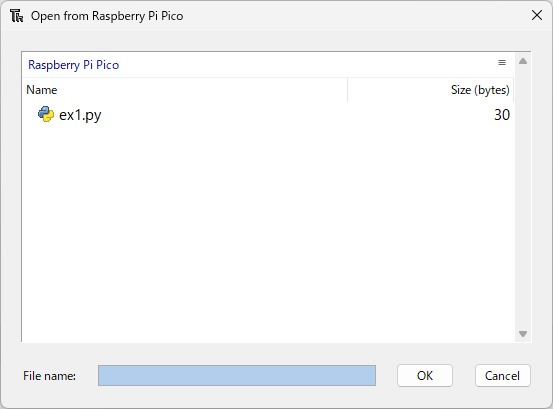 Open from Raspberry Pi Pico
Raspberry Pi Pico
Name Size (bytes)
ex1.py 30
File name: OK Cancel